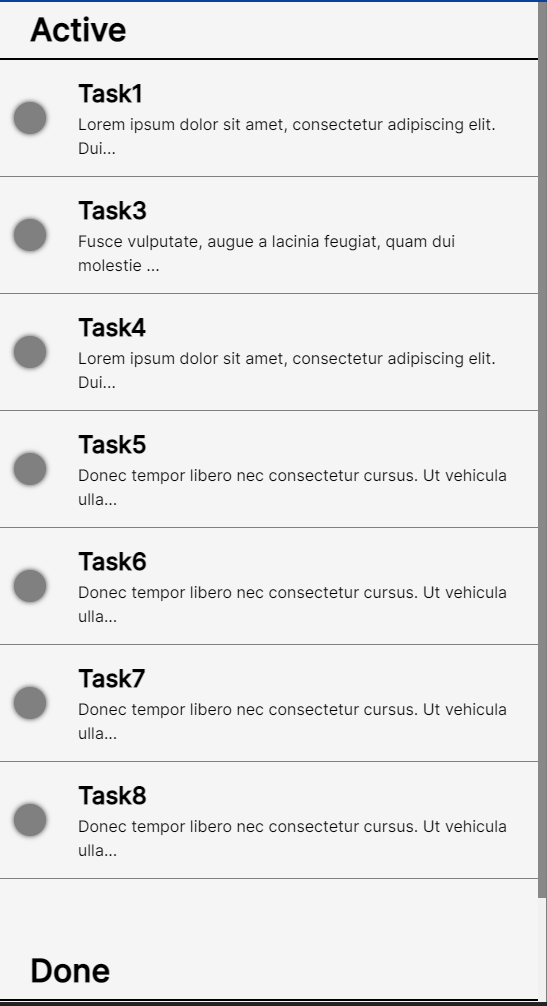 Active
Task1
Lorem ipsum dolor sit amet, consectetur adipiscing elit.
Dui...
Task3
Fusce vulputate, augue a lacinia feugiat, quam dui
molestie ...
Task4
Lorem ipsum dolor sit amet, consectetur adipiscing elit.
Dui...
Task5
Donec tempor libero nec consectetur cursus. Ut vehicula
ulla...
Task6
Donec tempor libero nec consectetur cursus. Ut vehicula
ulla...
Task7
Donec tempor libero nec consectetur cursus. Ut vehicula
ulla...
Task8
Donec tempor libero nec consectetur cursus. Ut vehicula
ulla...
Done